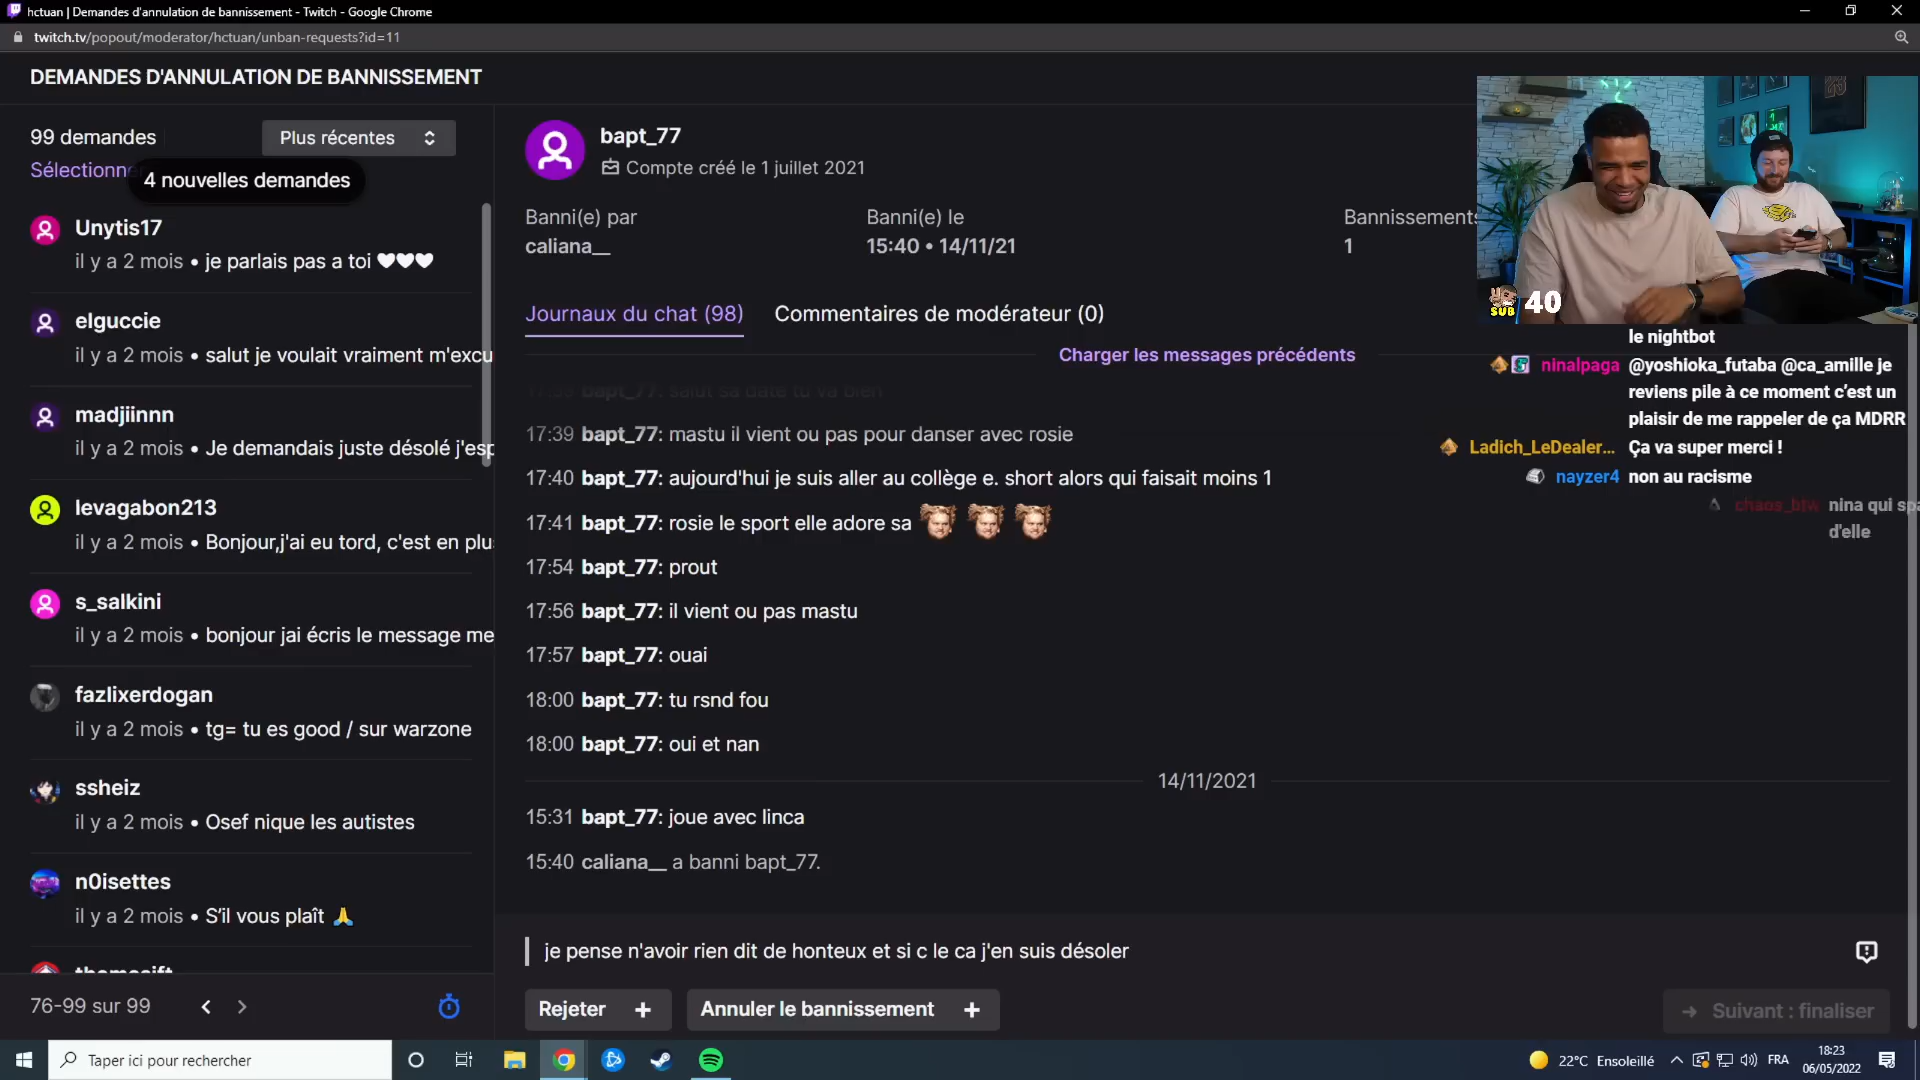 hctuan | Demandes d'annulation de bannissement - Twitch - Google Chrome
twitch.tv/popout/moderator/hctuan/unban-requests?id=11
DEMANDES D'ANNULATION DE BANNISSEMENT
99 demandes
Plus récentes
Sélectionn
4 nouvelles demandes
Unytis17
il y a 2 mois • je parlais pas a toi 🤍🤍🤍
elguccie
il y a 2 mois • salut je voulait vraiment m'excu
madjiinnn
il y a 2 mois • Je demandais juste désolé j'esp
levagabon213
il y a 2 mois • Bonjour,j'ai eu tord, c'est en plu
s_salkini
il y a 2 mois • bonjour jai écris le message me
fazlixerdogan
il y a 2 mois • tg= tu es good / sur warzone
ssheiz
il y a 2 mois • Osef nique les autistes
n0isettes
il y a 2 mois • S'il vous plaît 🙏
76-99 sur 99
bapt_77
Compte créé le 1 juillet 2021
Banni(e) par
caliana__
Banni(e) le
15:40 • 14/11/21
Bannissements
1
Journaux du chat (98)
Commentaires de modérateur (0)
Charger les messages précédents
bapt_77: salut sa date tu va bien
17:39 bapt_77: mastu il vient ou pas pour danser avec rosie
17:40 bapt_77: aujourd'hui je suis aller au collège e. short alors qui faisait moins 1
17:41 bapt_77: rosie le sport elle adore sa
17:54 bapt_77: prout
17:56 bapt_77: il vient ou pas mastu
17:57 bapt_77: ouai
18:00 bapt_77: tu rsnd fou
18:00 bapt_77: oui et nan
14/11/2021
15:31 bapt_77: joue avec linca
15:40 caliana__ a banni bapt_77.
je pense n'avoir rien dit de honteux et si c le ca j'en suis désoler
Rejeter +
Annuler le bannissement +
→ Suivant : finaliser
SUB 40
le nightbot
ninalpaga @yoshioka_futaba @ca_amille je
reviens pile à ce moment c'est un
plaisir de me rappeler de ça MDRR
Ladich_LeDealer... Ça va super merci !
nayzer4 non au racisme
chaos_btw nina qui spa
d'elle
Taper ici pour rechercher
22°C Ensoleillé
FRA
18:23
06/05/2022